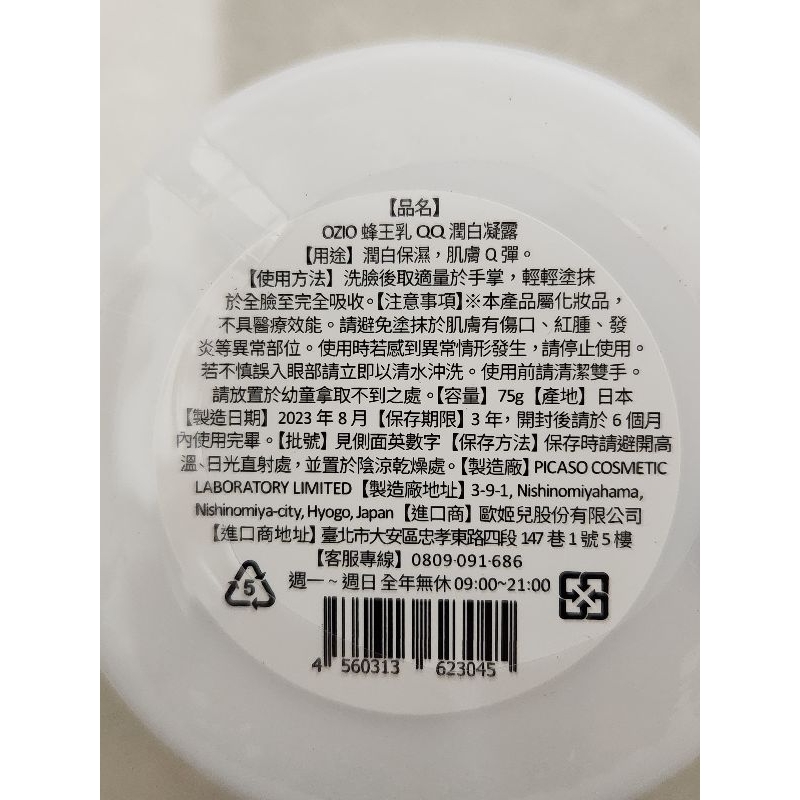 【品名】
OZIO 蜂王乳 QQ 潤白凝露
【用途】潤白保濕，肌膚 Q 彈。
【使用方法】洗臉後取適量於手掌，輕輕塗抹
於全臉至完全吸收。【注意事項】※本產品屬化妝品，
不具醫療效能。請避免塗抹於肌膚有傷口、紅腫、發
炎等異常部位。使用時若感到異常情形發生，請停止使用。
若不慎誤入眼部請立即以清水沖洗。使用前請清潔雙手。
請放置於幼童拿取不到之處。【容量】75g【產地】日本
【製造日期】2023 年 8 月【保存期限】3 年，開封後請於 6 個月
內使用完畢。【批號】見側面英數字【保存方法】保存時請避開高
溫、日光直射處，並置於陰涼乾燥處。【製造廠】PICASO COSMETIC
LABORATORY LIMITED【製造廠地址】3-9-1, Nishinomiyahama,
Nishinomiya-city, Hyogo, Japan【進口商】歐姬兒股份有限公司
【進口商地址】臺北市大安區忠孝東路四段 147 巷 1 號 5 樓
【客服專線】0809-091-686
週一 ~ 週日 全年無休 09:00~21:00
5
4 560313 623045